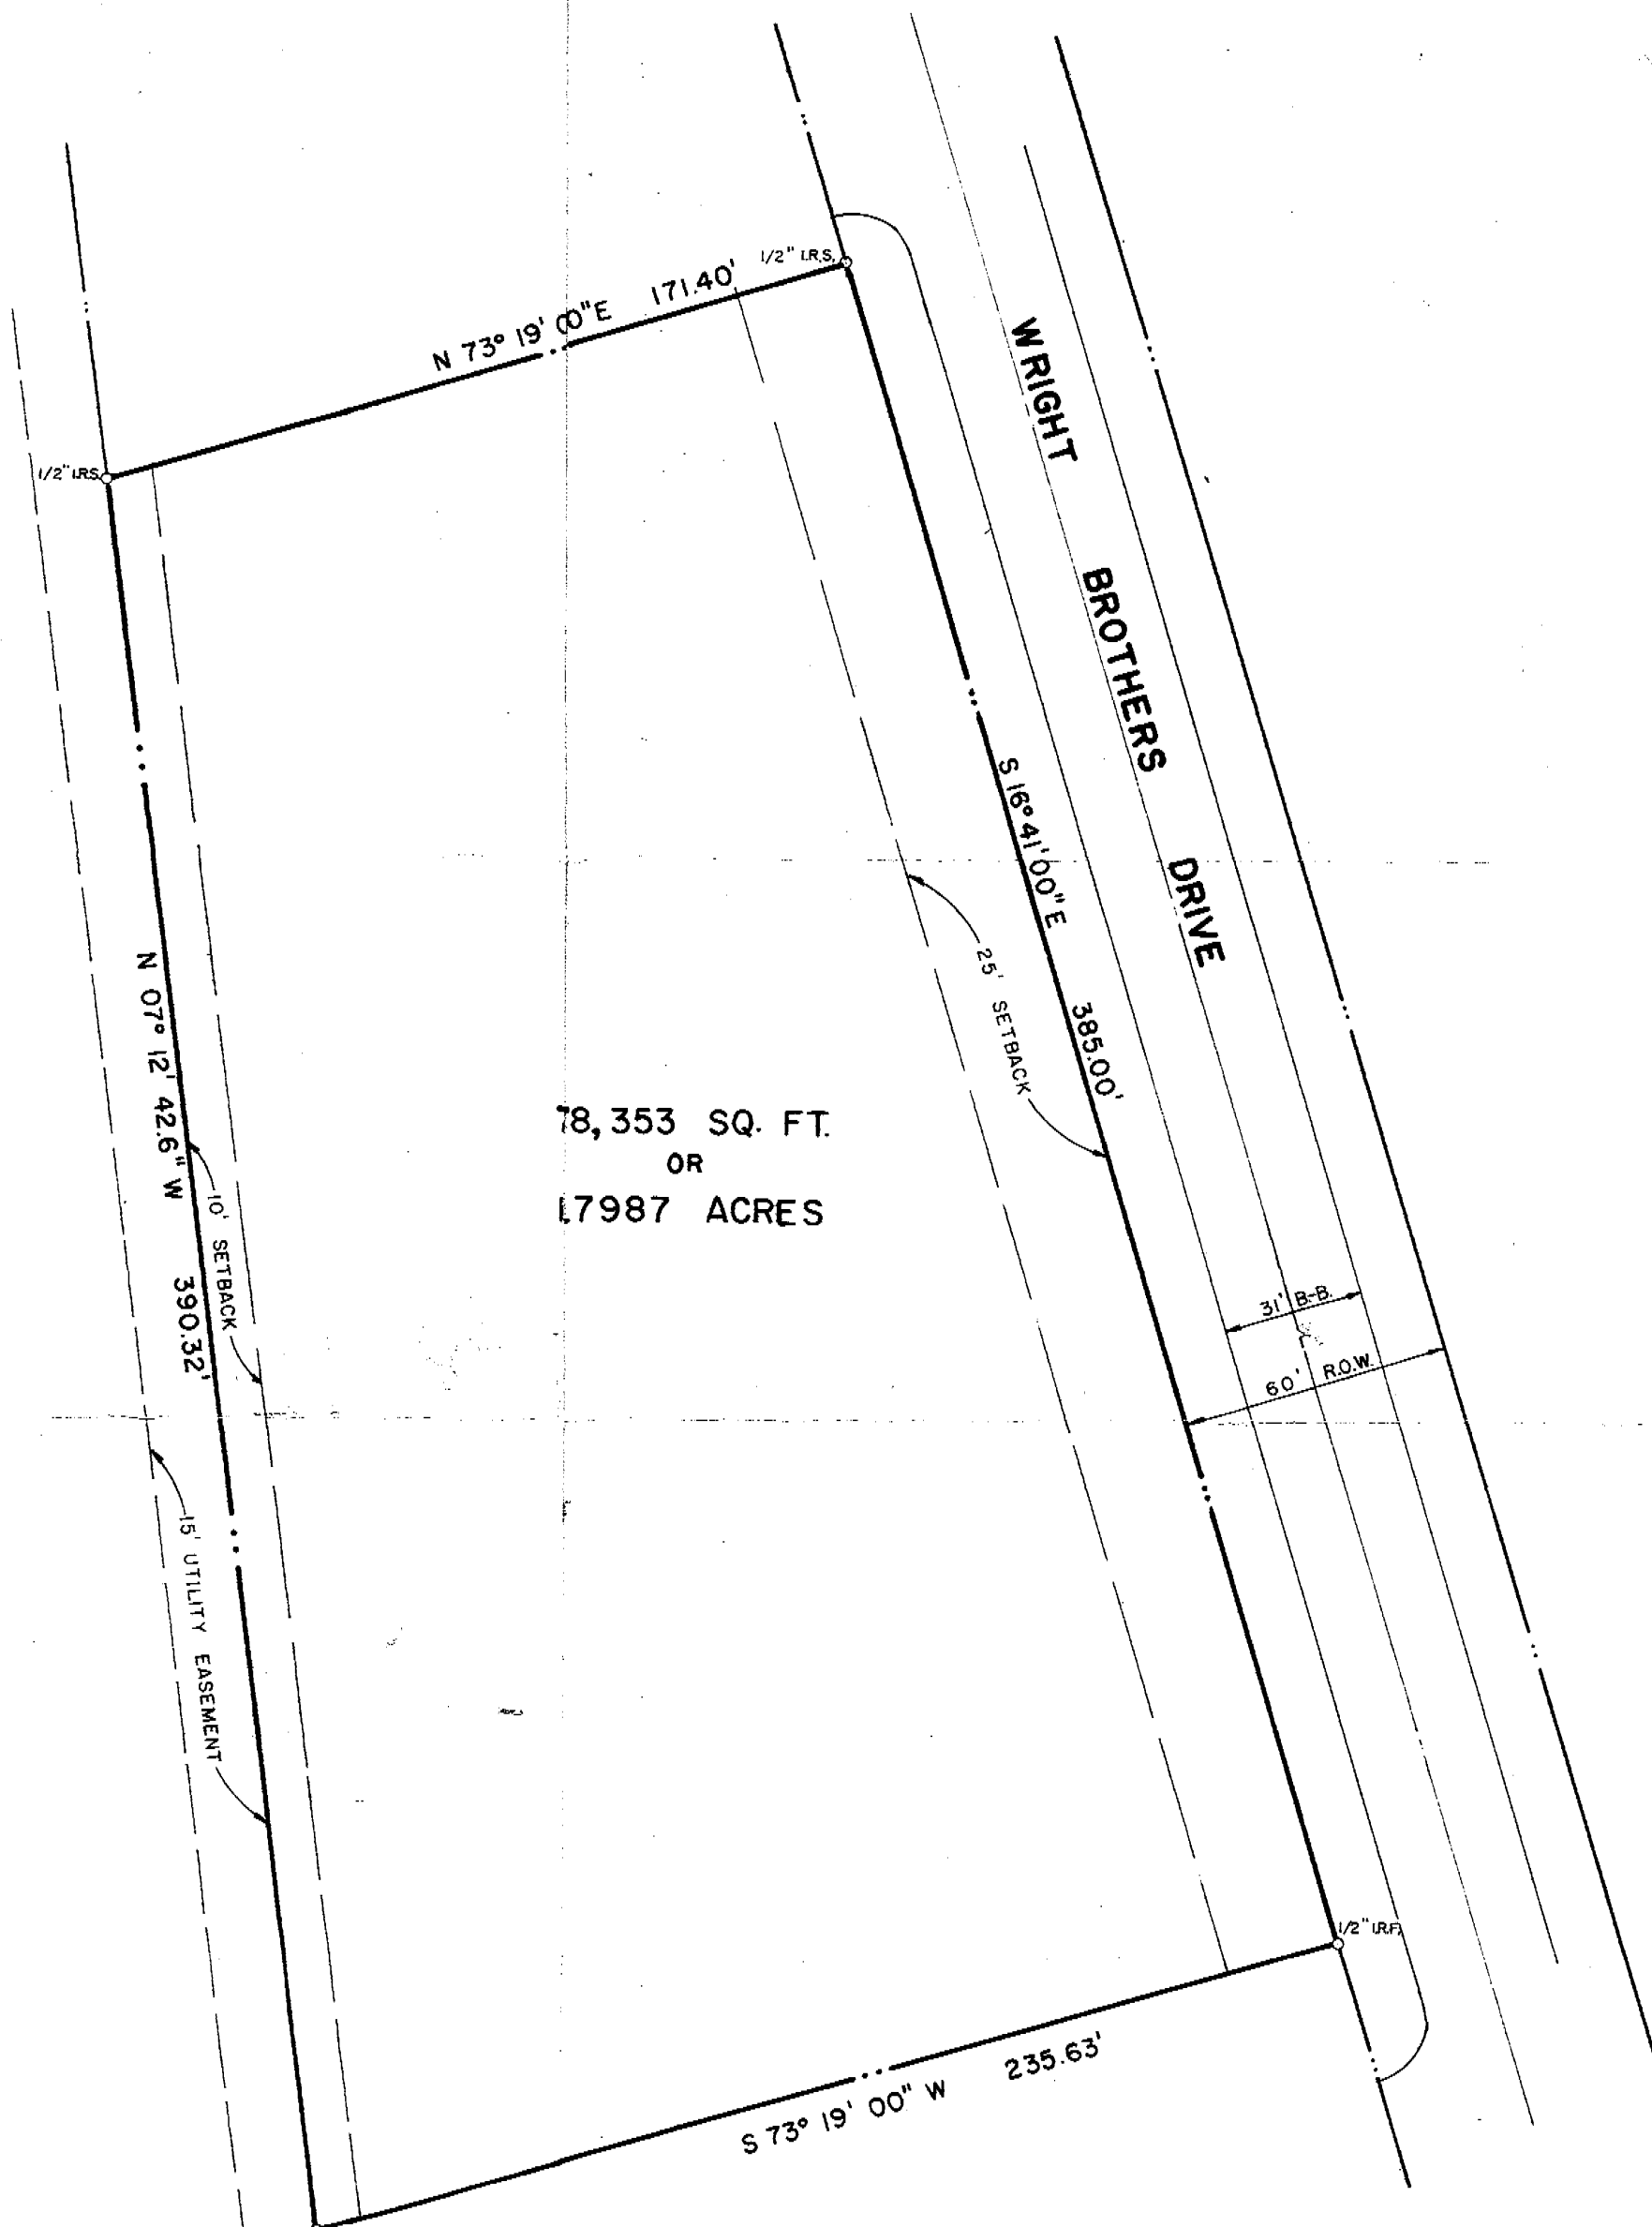 1/2" I.R.S.
N 73° 19' 00" E 171.40'
1/2" I.R.S.
WRIGHT BROTHERS DRIVE
S 16° 41' 00" E 385.00'
25' SETBACK
N 07° 12' 42.6" W 390.32'
10' SETBACK
78,353 SQ. FT.
OR
1.7987 ACRES
31' B-B.
60' R.O.W.
15' UTILITY EASEMENT
1/2" I.R.F.
235.63'
S 73° 19' 00" W